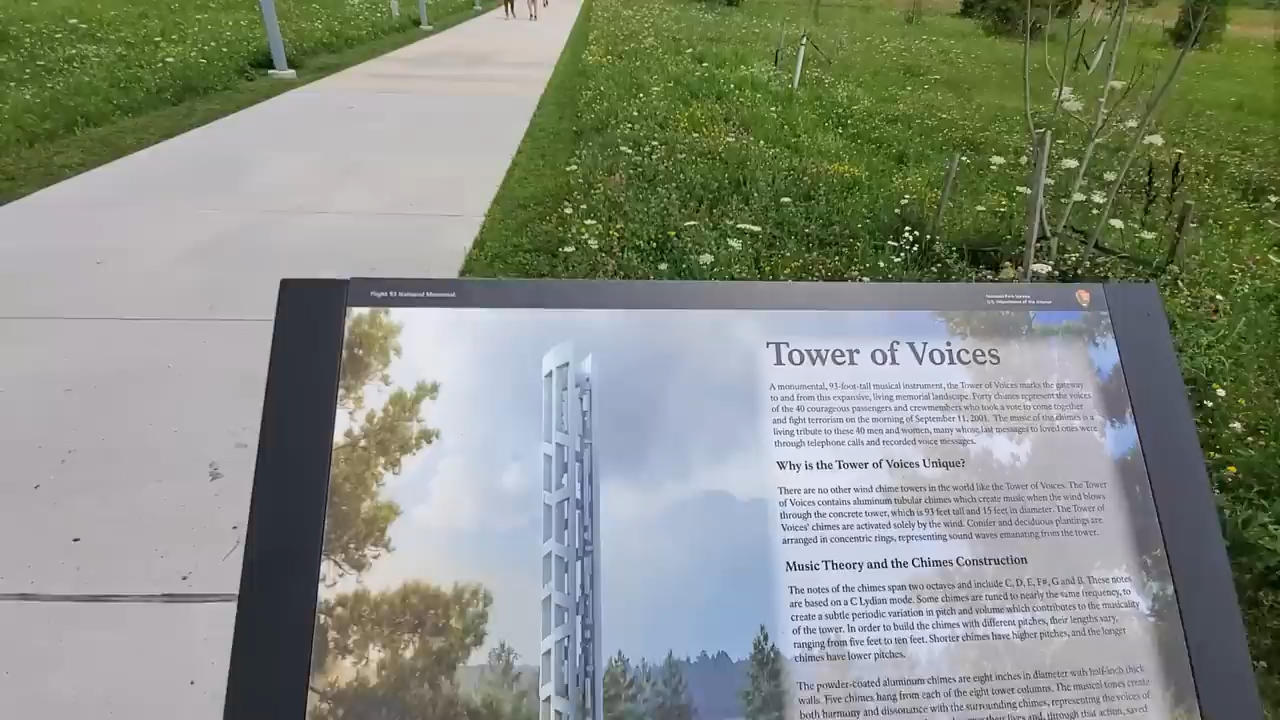 Flight 93 National Memorial
National Park Service
U.S. Department of the Interior
Tower of Voices
A monumental, 93-foot-tall musical instrument, the Tower of Voices marks the gateway
to and from this expansive, living memorial landscape. Forty chimes represent the voices
of the 40 courageous passengers and crewmembers who took a vote to come together
and fight terrorism on the morning of September 11, 2001. The music of the chimes is a
living tribute to these 40 men and women, many whose last messages to loved ones were
through telephone calls and recorded voice messages.
Why is the Tower of Voices Unique?
There are no other wind chime towers in the world like the Tower of Voices. The Tower
of Voices contains aluminum tubular chimes which create music when the wind blows
through the concrete tower, which is 93 feet tall and 15 feet in diameter. The Tower of
Voices' chimes are activated solely by the wind. Conifer and deciduous plantings are
arranged in concentric rings, representing sound waves emanating from the tower.
Music Theory and the Chimes Construction
The notes of the chimes span two octaves and include C, D, E, F#, G and B. These notes
are based on a C Lydian mode. Some chimes are tuned to nearly the same frequency, to
create a subtle periodic variation in pitch and volume which contributes to the musicality
of the tower. In order to build the chimes with different pitches, their lengths vary,
ranging from five feet to ten feet. Shorter chimes have higher pitches, and the longer
chimes have lower pitches.
The powder-coated aluminum chimes are eight inches in diameter with half-inch thick
walls. Five chimes hang from each of the eight tower columns. The musical tones create
both harmony and dissonance with the surrounding chimes, representing the voices of
their lives and, through this action, saved